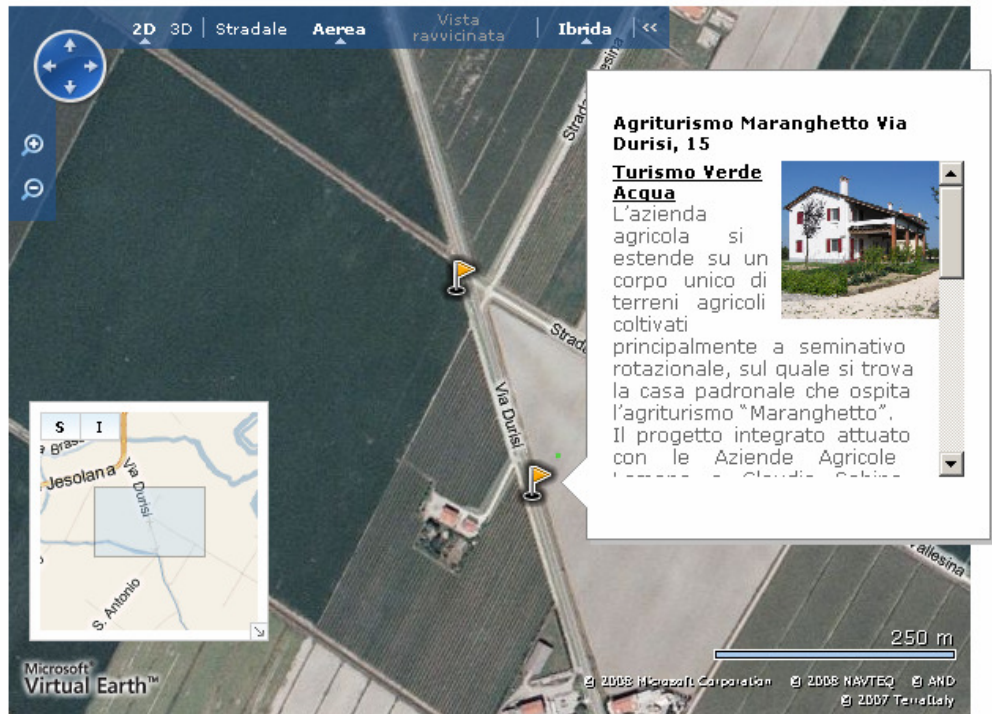 2D 3D Stradale Aerea Vista ravvicinata Ibrida <<
Strada
Agriturismo Maranghetto Via
Durisi, 15
Turismo Verde
Acqua
L'azienda
agricola si
estende su un
corpo unico di
terreni agricoli
coltivati
principalmente a seminativo
rotazionale, sul quale si trova
la casa padronale che ospita
l'agriturismo "Maranghetto".
Il progetto integrato attuato
con le Aziende Agricole
Strada
Via Durisi
S I
Jesolana
Via Durisi
S. Antonio
250 m
Microsoft®
Virtual Earth™
© 2008 Microsoft Corporation © 2008 NAVTEQ © AND
© 2007 TerraItaly